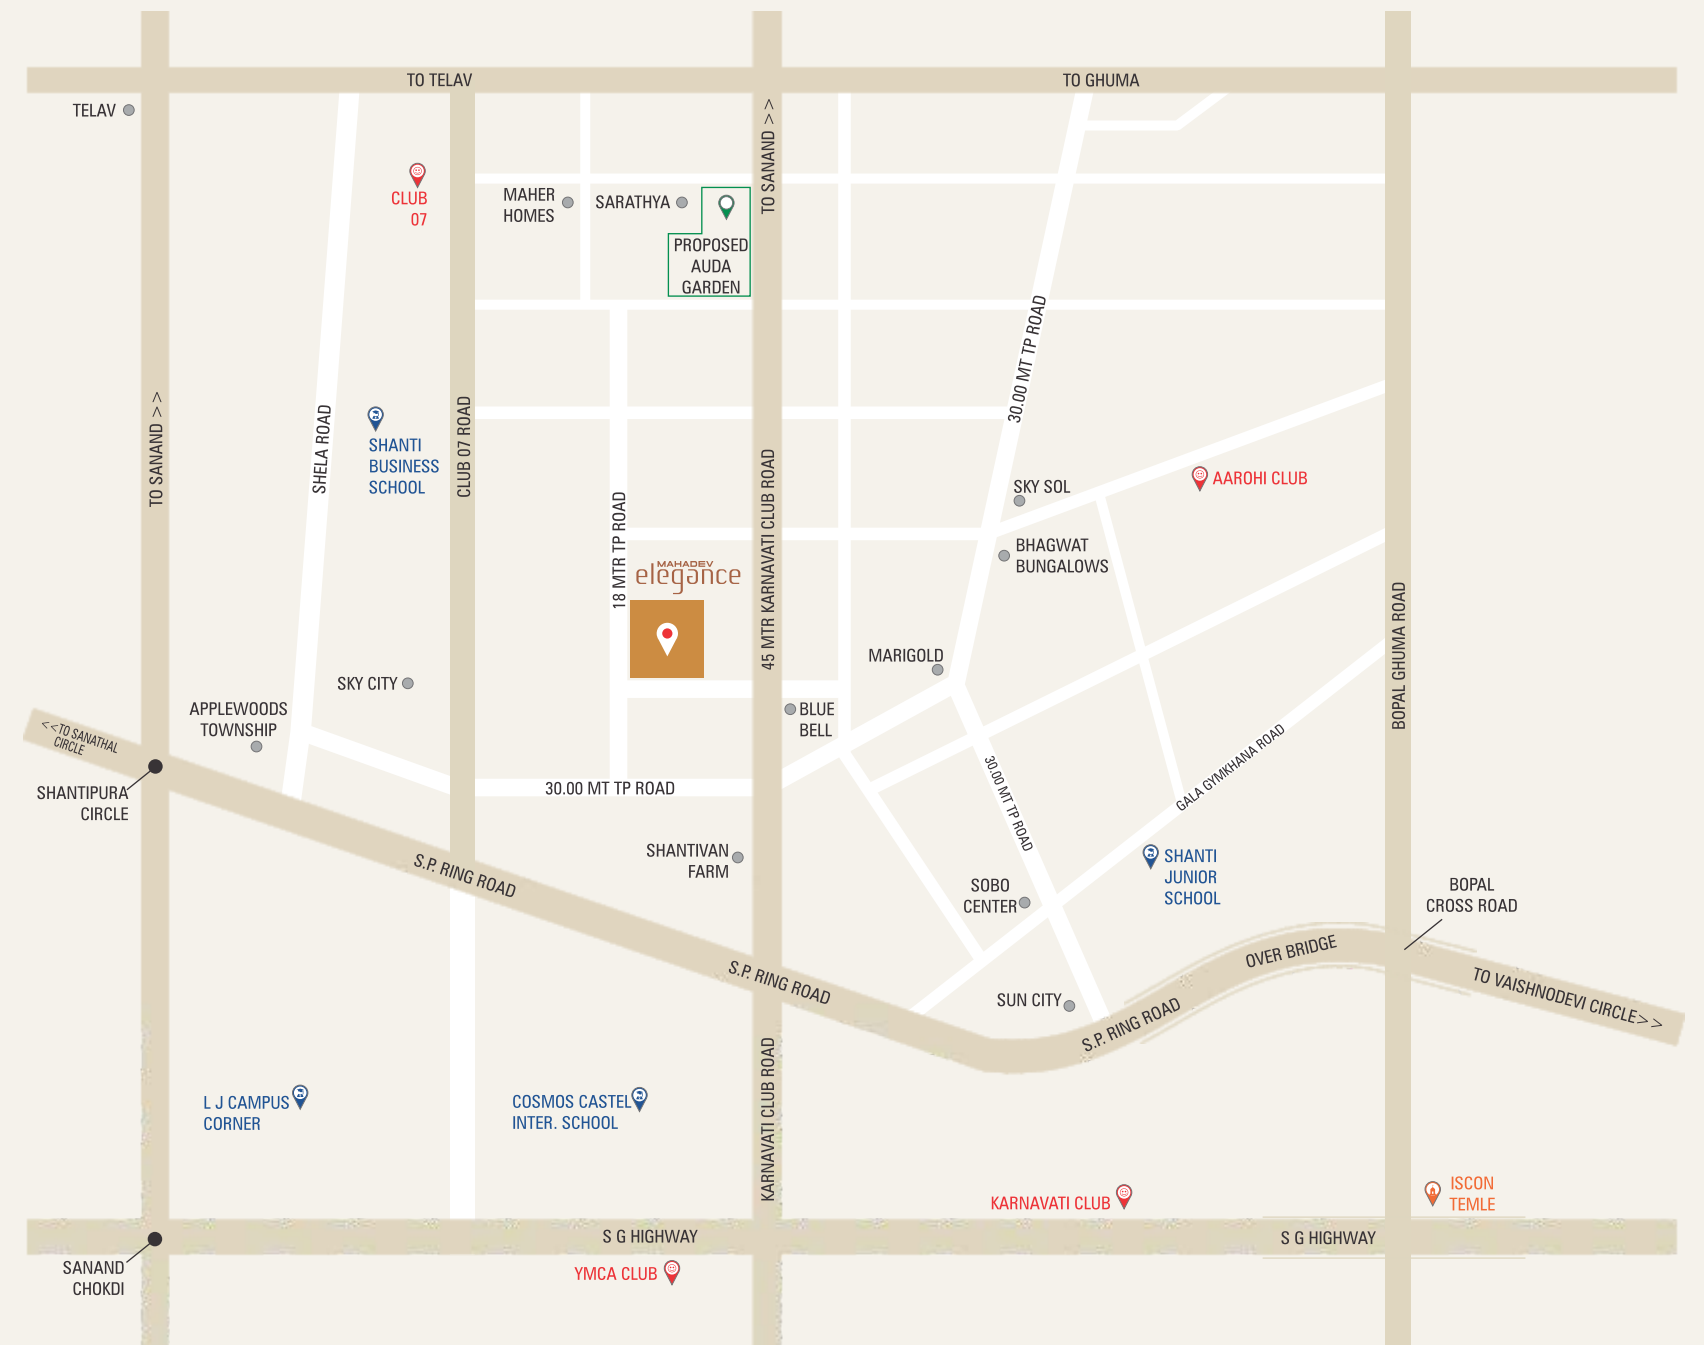 TO TELAV
TO GHUMA
TELAV
TO SANAND >>
CLUB
07
MAHER
HOMES
SARATHYA
PROPOSED
AUDA
GARDEN
30.00 MT TP ROAD
TO SANAND >>
SHELA ROAD
SHANTI
BUSINESS
SCHOOL
CLUB 07 ROAD
18 MTR TP ROAD
45 MTR KARNAVATI CLUB ROAD
SKY SOL
AAROHI CLUB
BHAGWAT
BUNGALOWS
MAHADEV
elegance
BOPAL GHUMA ROAD
MARIGOLD
SKY CITY
APPLEWOODS
TOWNSHIP
BLUE
BELL
<<TO SANATHAL
CIRCLE
SHANTIPURA
CIRCLE
30.00 MT TP ROAD
30.00 MT TP ROAD
GALA GYMKHANA ROAD
SHANTIVAN
FARM
S.P. RING ROAD
SHANTI
JUNIOR
SCHOOL
SOBO
CENTER
BOPAL
CROSS ROAD
OVER BRIDGE
S.P. RING ROAD
SUN CITY
S.P. RING ROAD
TO VAISHNODEVI CIRCLE>>
L J CAMPUS
CORNER
COSMOS CASTEL
INTER. SCHOOL
KARNAVATI CLUB ROAD
KARNAVATI CLUB
ISCON
TEMLE
S G HIGHWAY
S G HIGHWAY
SANAND
CHOKDI
YMCA CLUB